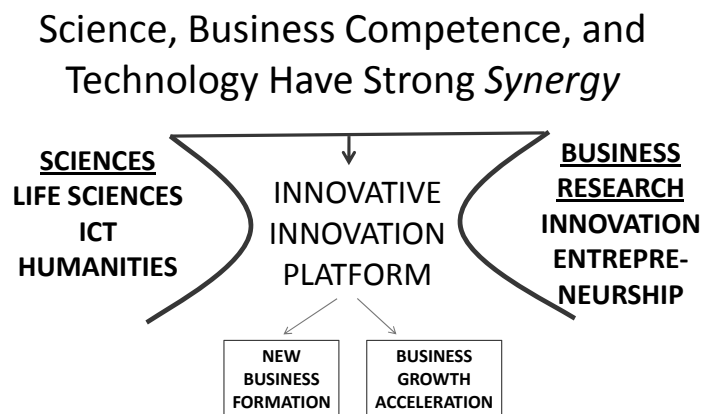 Science, Business Competence, and
Technology Have Strong Synergy
SCIENCES
LIFE SCIENCES
ICT
HUMANITIES
INNOVATIVE
INNOVATION
PLATFORM
BUSINESS
RESEARCH
INNOVATION
ENTREPRE-
NEURSHIP
NEW
BUSINESS
FORMATION
BUSINESS
GROWTH
ACCELERATION